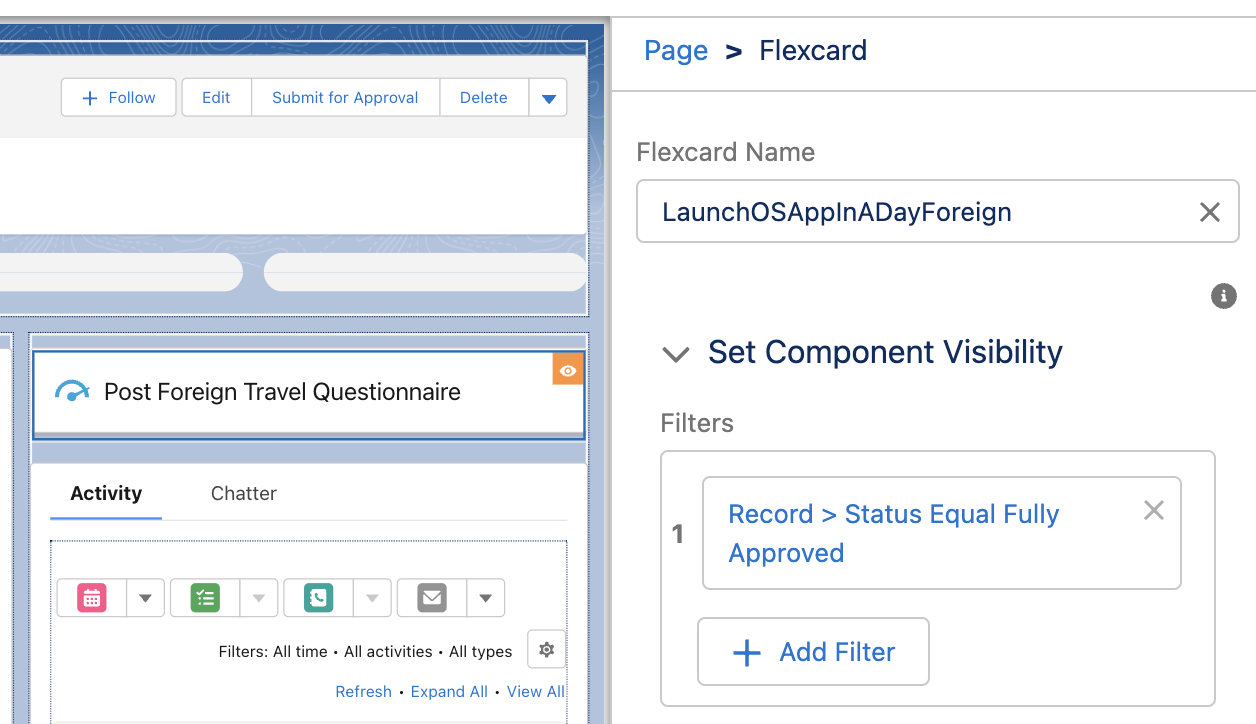 Follow
Edit
Submit for Approval
Delete
Post Foreign Travel Questionnaire
Activity
Chatter
Filters: All time • All activities • All types
Refresh • Expand All • View All
Page > Flexcard
Flexcard Name
LaunchOSAppInADayForeign
Set Component Visibility
Filters
1
Record > Status Equal Fully
Approved
Add Filter